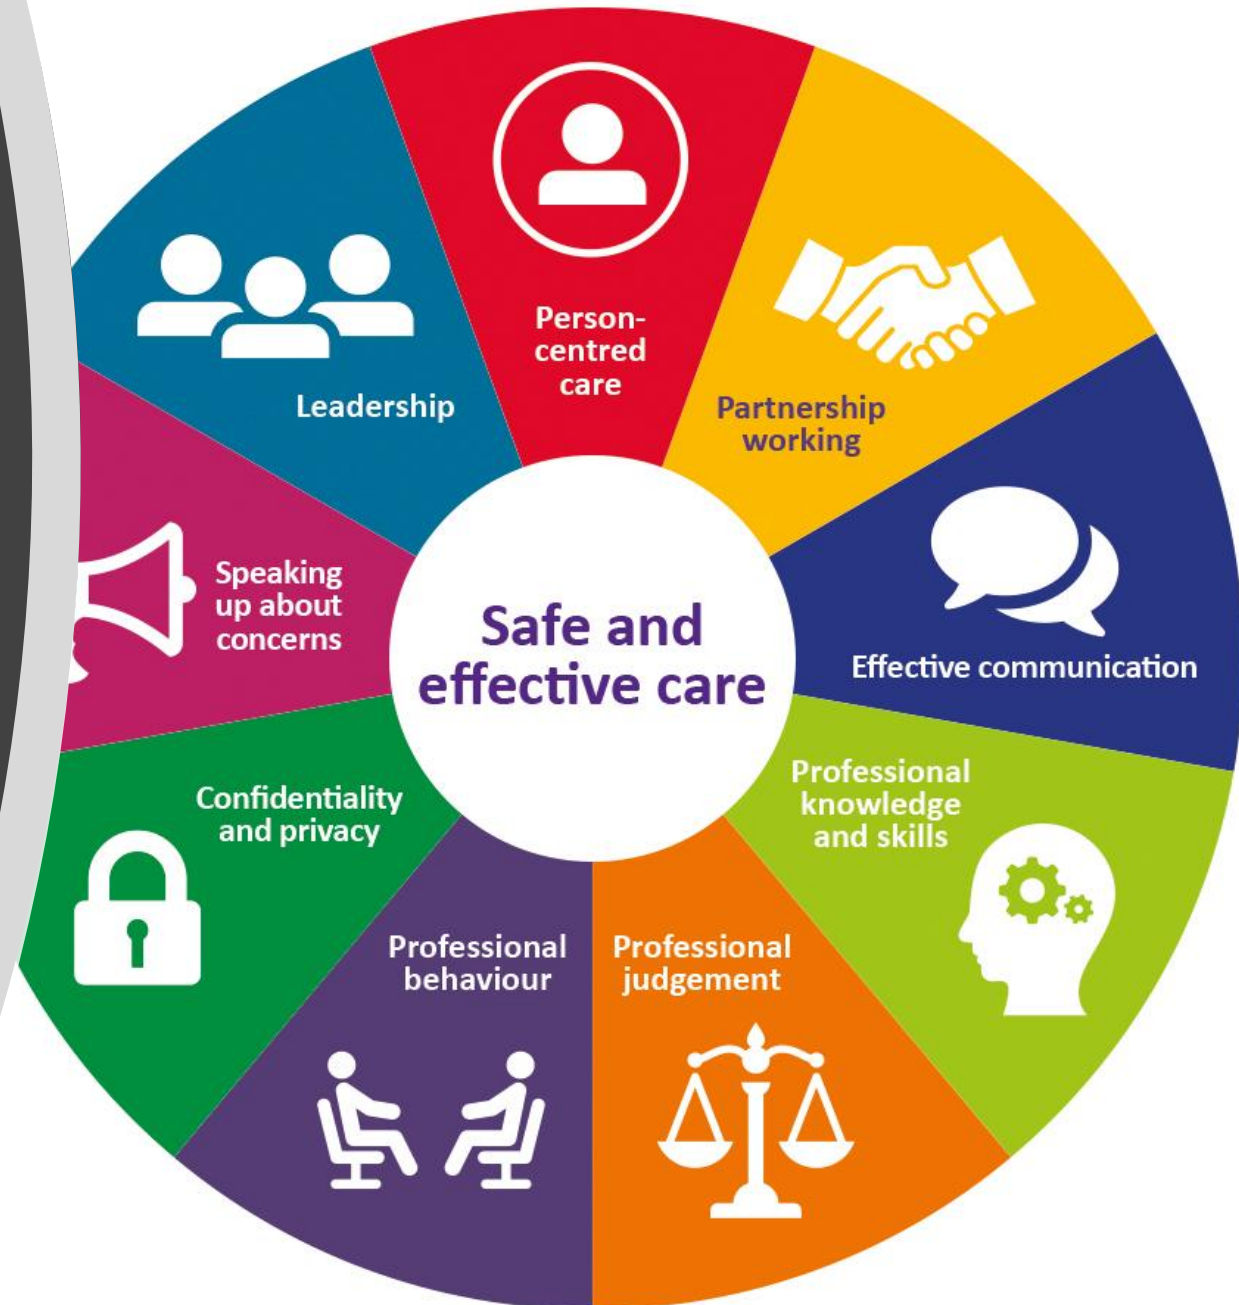 Safe and
effective care
Person-
centred
care
Partnership
working
Effective communication
Professional
knowledge
and skills
Professional
judgement
Professional
behaviour
Confidentiality
and privacy
Speaking
up about
concerns
Leadership